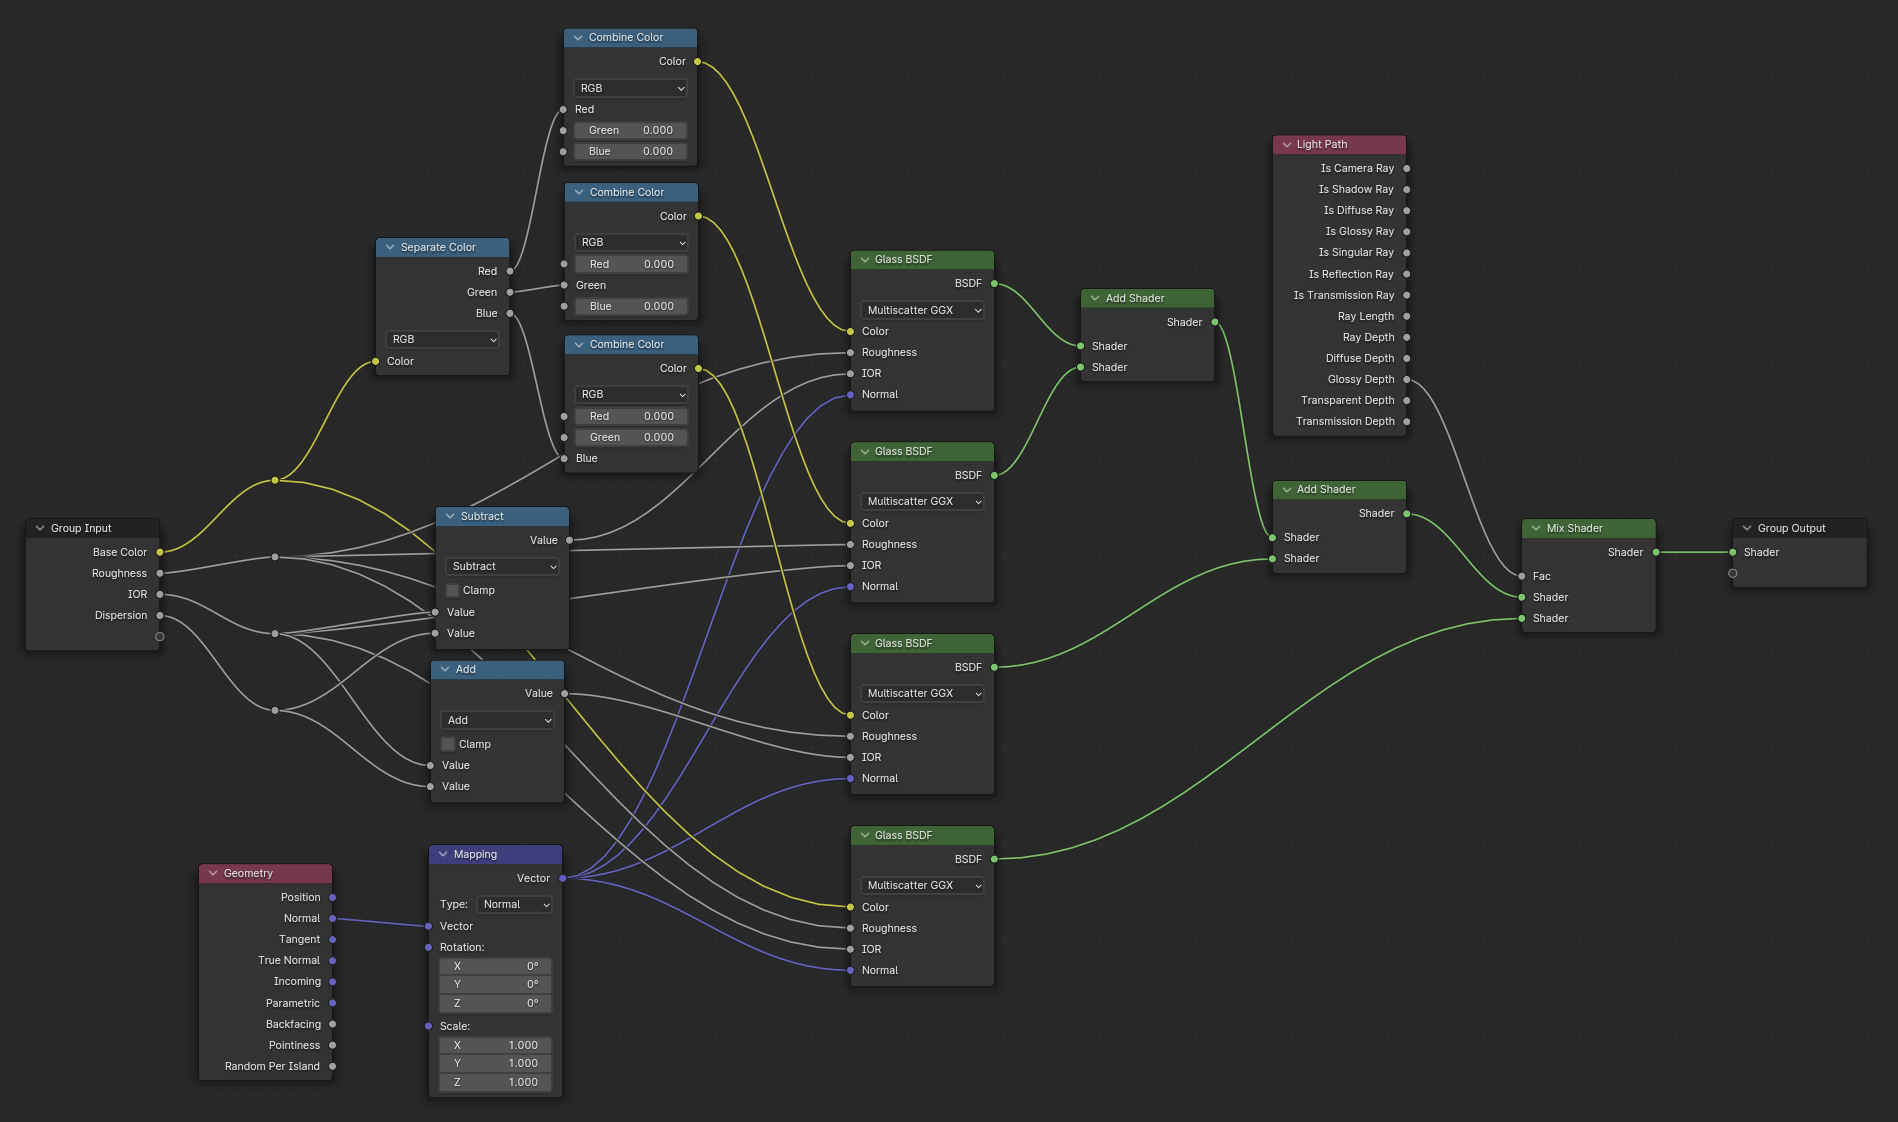 Combine Color
Color
RGB
Red
Green 0.000
Blue 0.000
Combine Color
Color
RGB
Red 0.000
Green
Blue 0.000
Combine Color
Color
RGB
Red 0.000
Green 0.000
Blue
Separate Color
Red
Green
Blue
RGB
Color
Group Input
Base Color
Roughness
IOR
Dispersion
Subtract
Value
Subtract
Clamp
Value
Value
Add
Value
Add
Clamp
Value
Value
Geometry
Position
Normal
Tangent
True Normal
Incoming
Parametric
Backfacing
Pointiness
Random Per Island
Mapping
Vector
Type: Normal
Vector
Rotation:
X 0°
Y 0°
Z 0°
Scale:
X 1.000
Y 1.000
Z 1.000
Glass BSDF
BSDF
Multiscatter GGX
Color
Roughness
IOR
Normal
Glass BSDF
BSDF
Multiscatter GGX
Color
Roughness
IOR
Normal
Glass BSDF
BSDF
Multiscatter GGX
Color
Roughness
IOR
Normal
Glass BSDF
BSDF
Multiscatter GGX
Color
Roughness
IOR
Normal
Add Shader
Shader
Shader
Shader
Light Path
Is Camera Ray
Is Shadow Ray
Is Diffuse Ray
Is Glossy Ray
Is Singular Ray
Is Reflection Ray
Is Transmission Ray
Ray Length
Ray Depth
Diffuse Depth
Glossy Depth
Transparent Depth
Transmission Depth
Add Shader
Shader
Shader
Shader
Mix Shader
Shader
Fac
Shader
Shader
Group Output
Shader